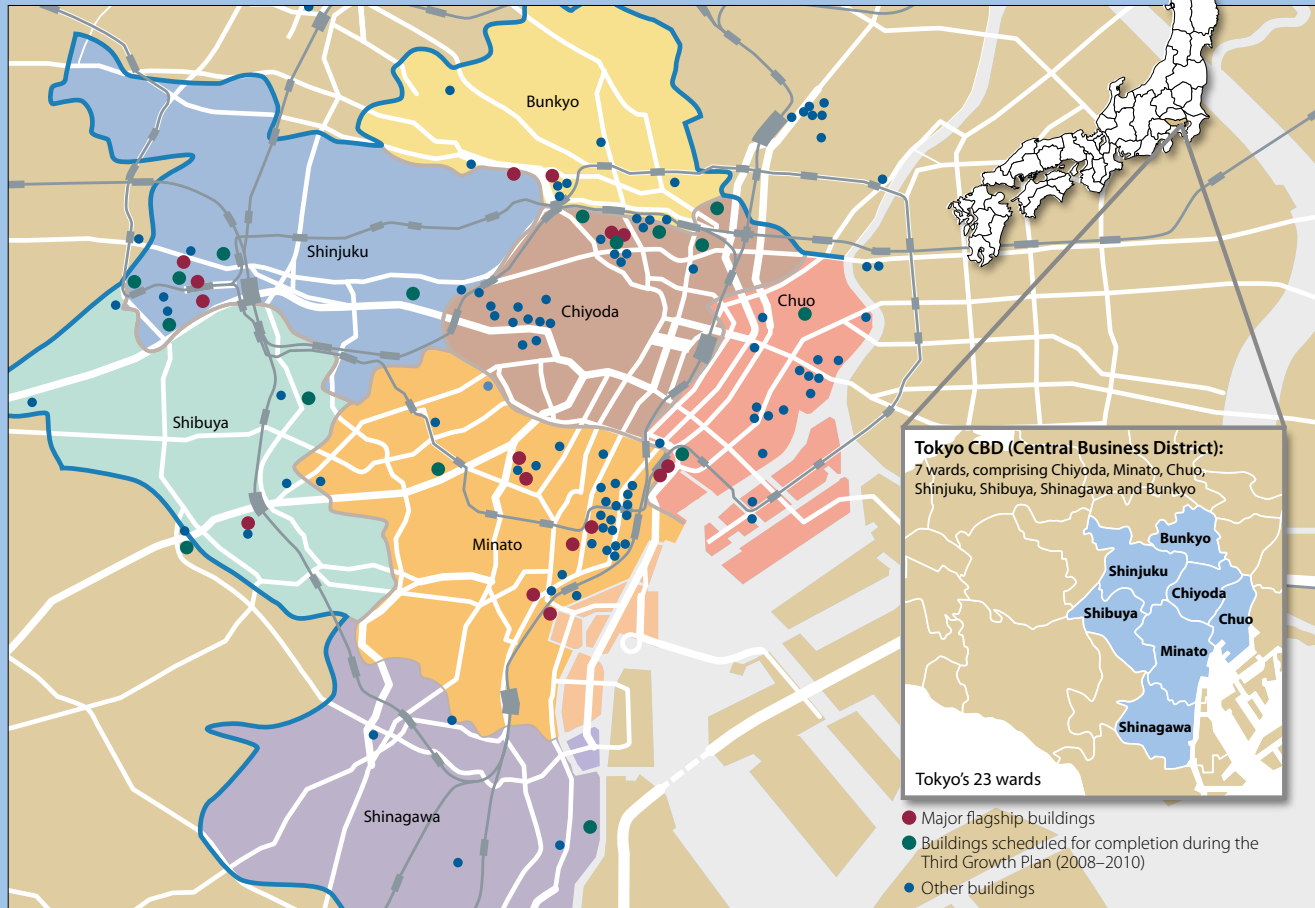 Bunkyo
Shinjuku
Chiyoda
Chuo
Shibuya
Minato
Shinagawa
Tokyo CBD (Central Business District):
7 wards, comprising Chiyoda, Minato, Chuo,
Shinjuku, Shibuya, Shinagawa and Bunkyo
Bunkyo
Shinjuku
Chiyoda
Shibuya
Chuo
Minato
Shinagawa
Tokyo's 23 wards
Major flagship buildings
Buildings scheduled for completion during the
Third Growth Plan (2008–2010)
Other buildings